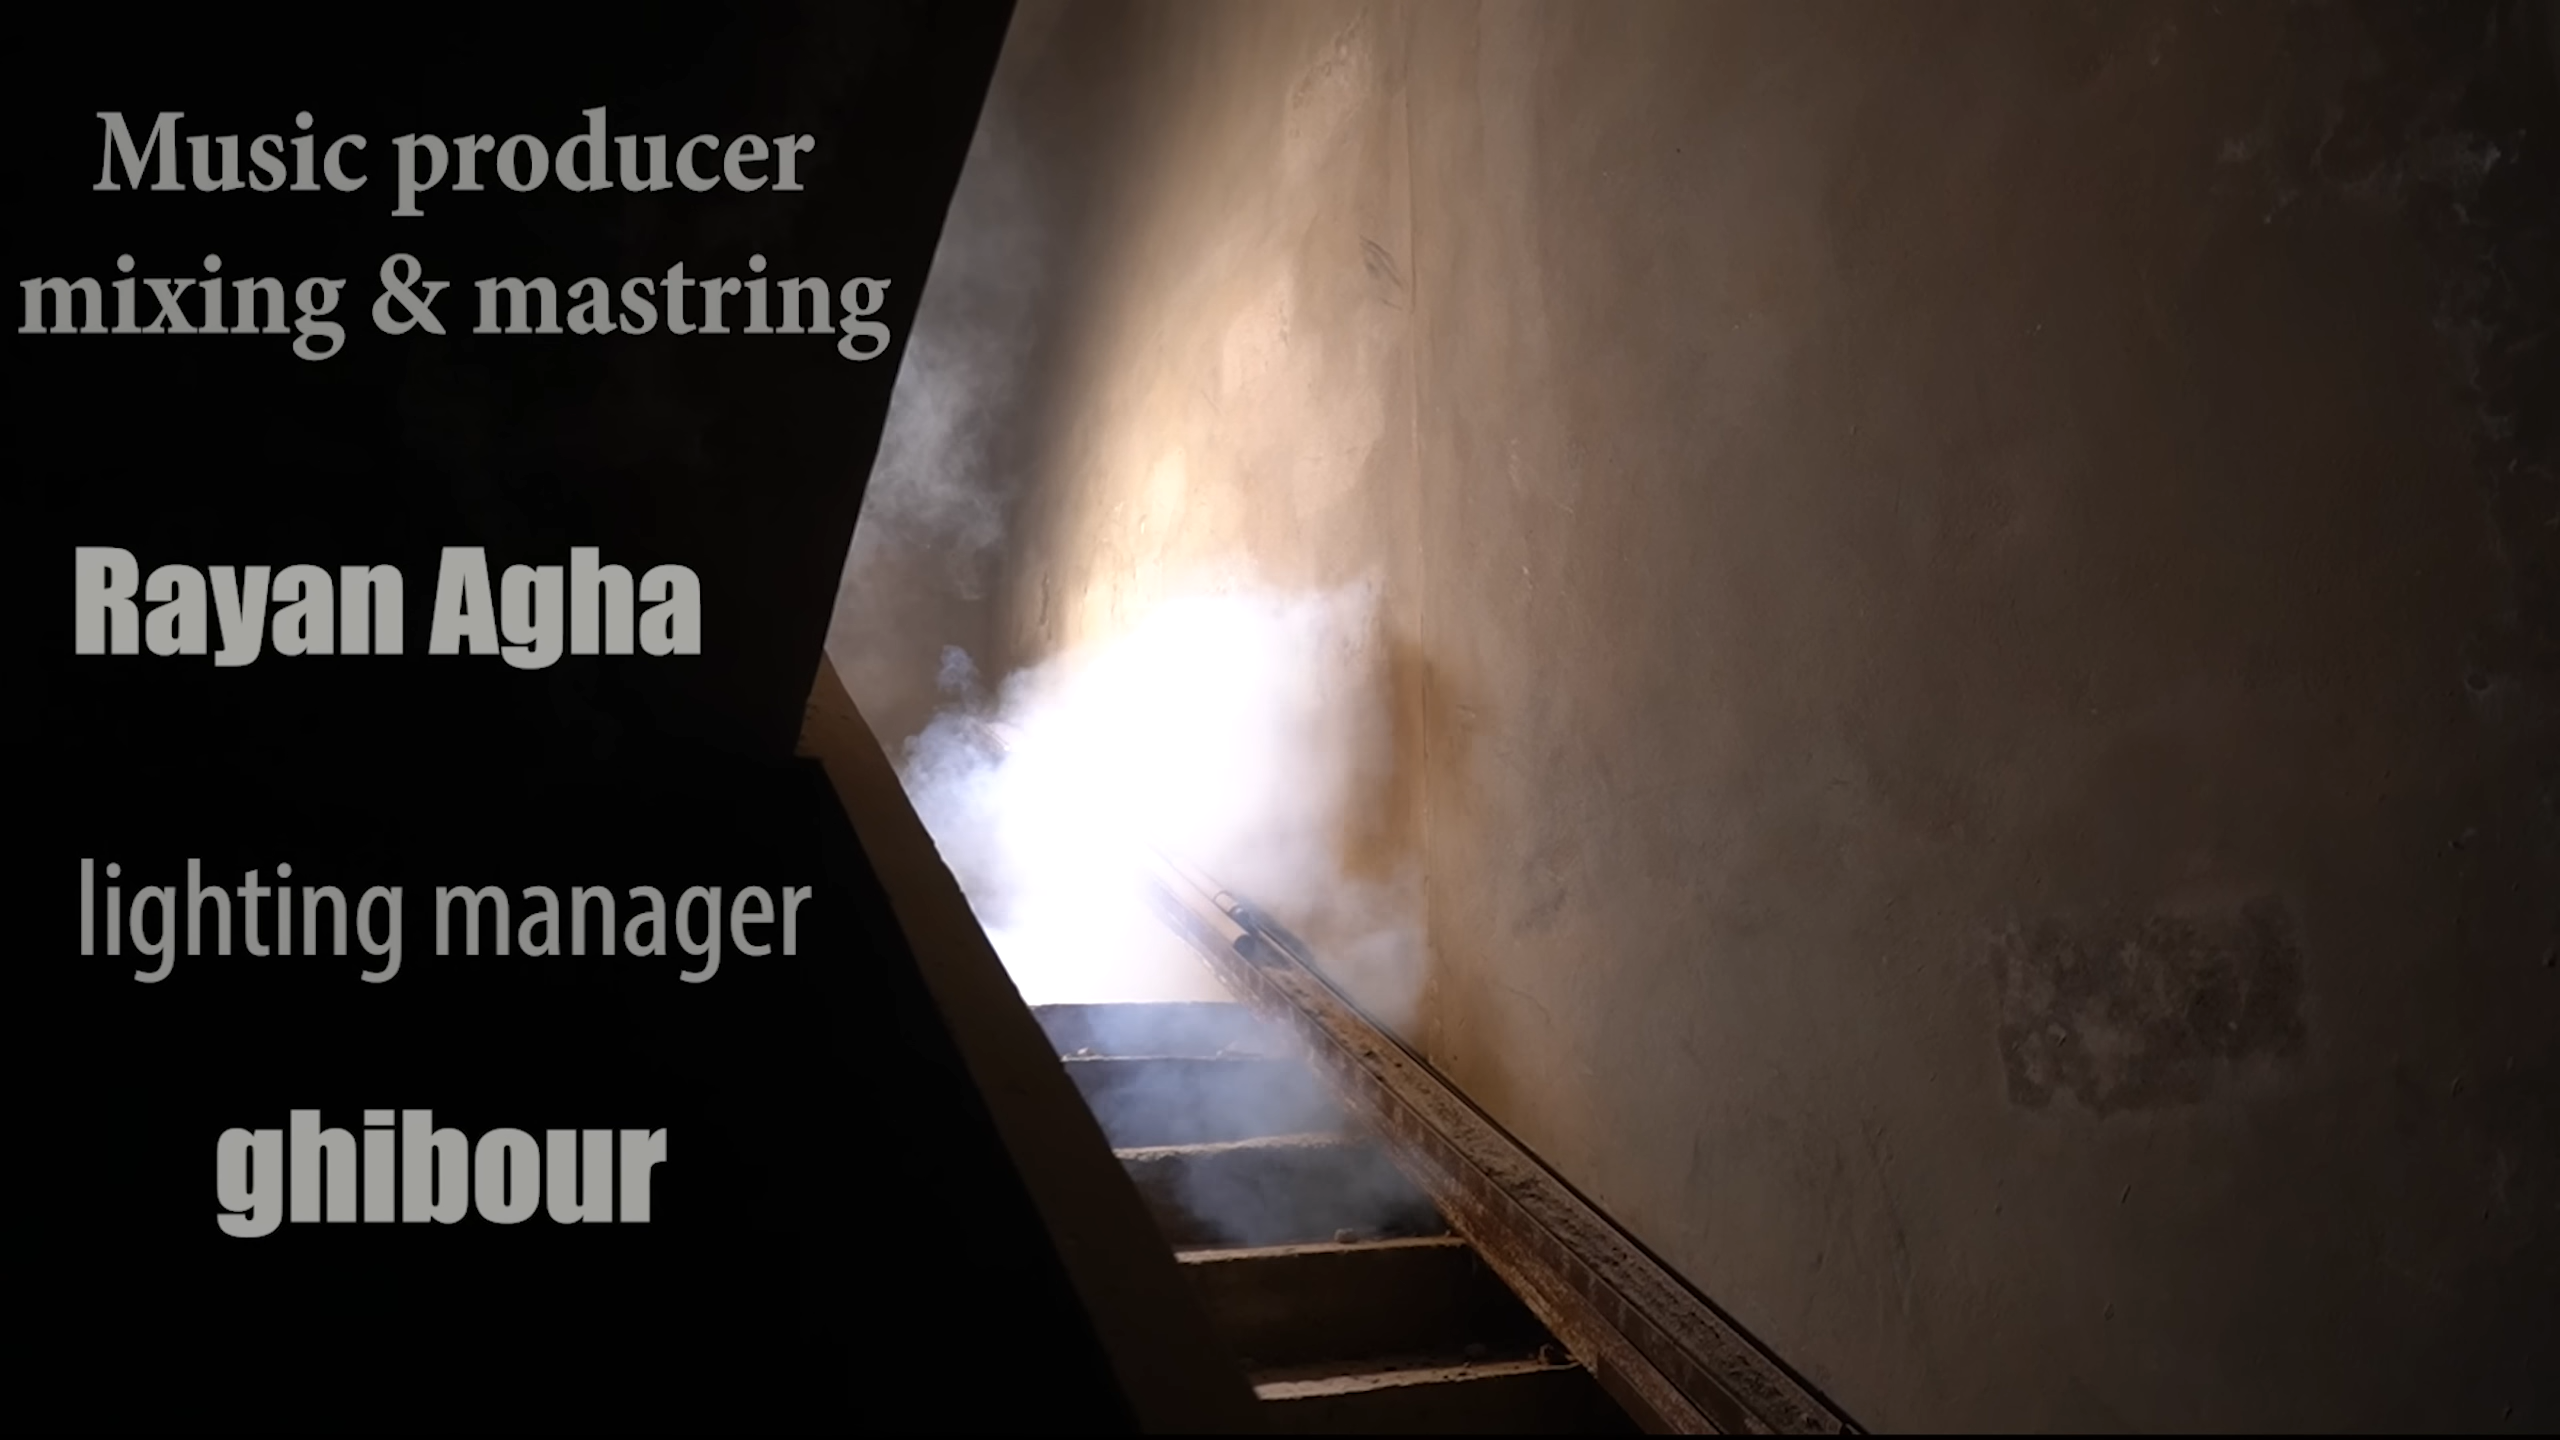 Music producer
mixing & mastring
Rayan Agha
lighting manager
ghibour